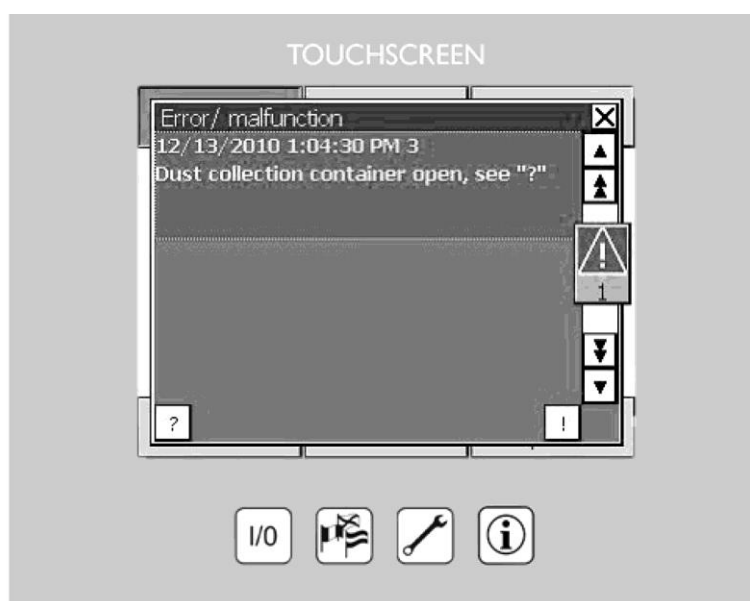 TOUCHSCREEN
Error/ malfunction
12/13/2010 1:04:30 PM 3
Dust collection container open, see "?"
!
1
?
!
I/0
i